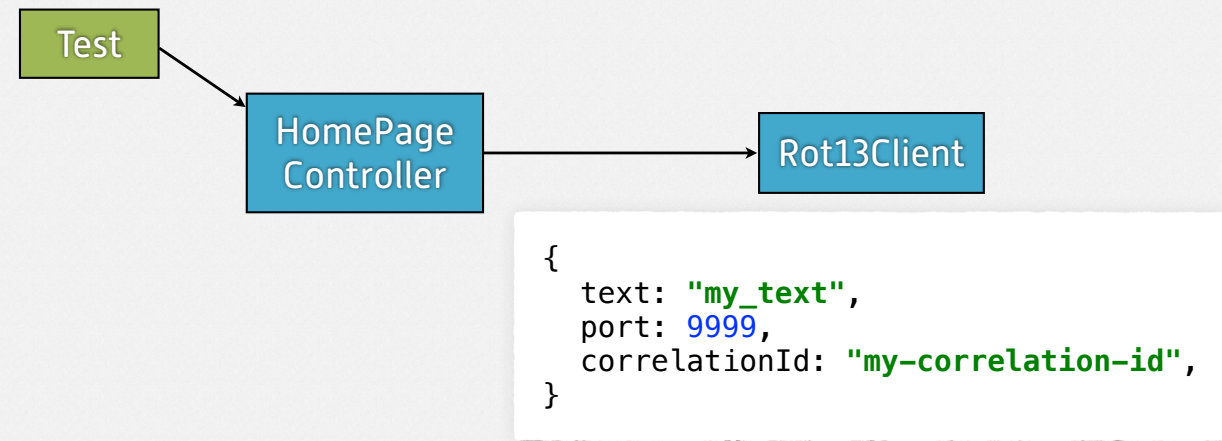 Test
HomePage
Controller
Rot13Client
{
  text: "my_text",
  port: 9999,
  correlationId: "my-correlation-id",
}